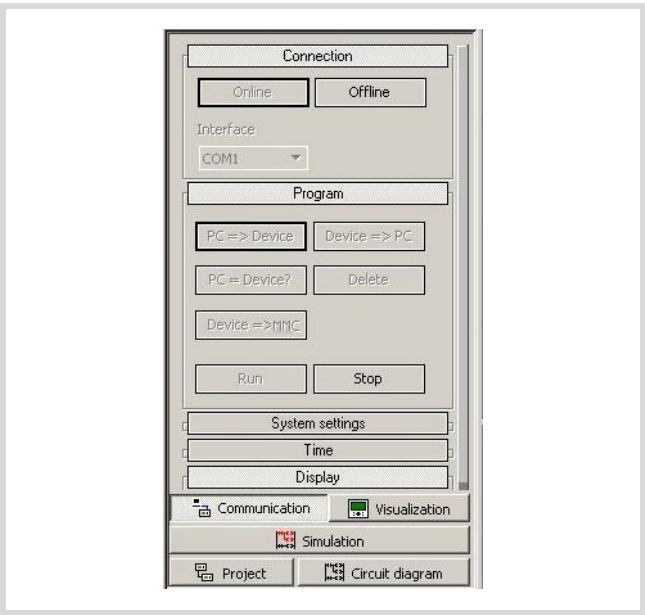 Connection
Online Offline
Interface
COM1
Program
PC => Device Device => PC
PC = Device? Delete
Device =>MMC
Run Stop
System settings
Time
Display
Communication Visualization
Simulation
Project Circuit diagram